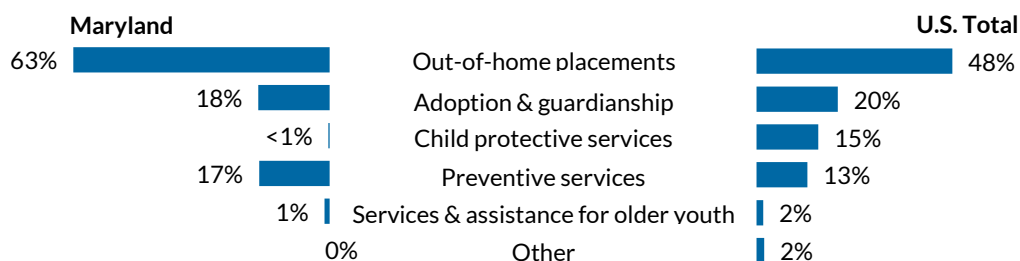 Maryland U.S. Total
63% Out-of-home placements 48%
18% Adoption & guardianship 20%
<1% Child protective services 15%
17% Preventive services 13%
1% Services & assistance for older youth 2%
0% Other 2%